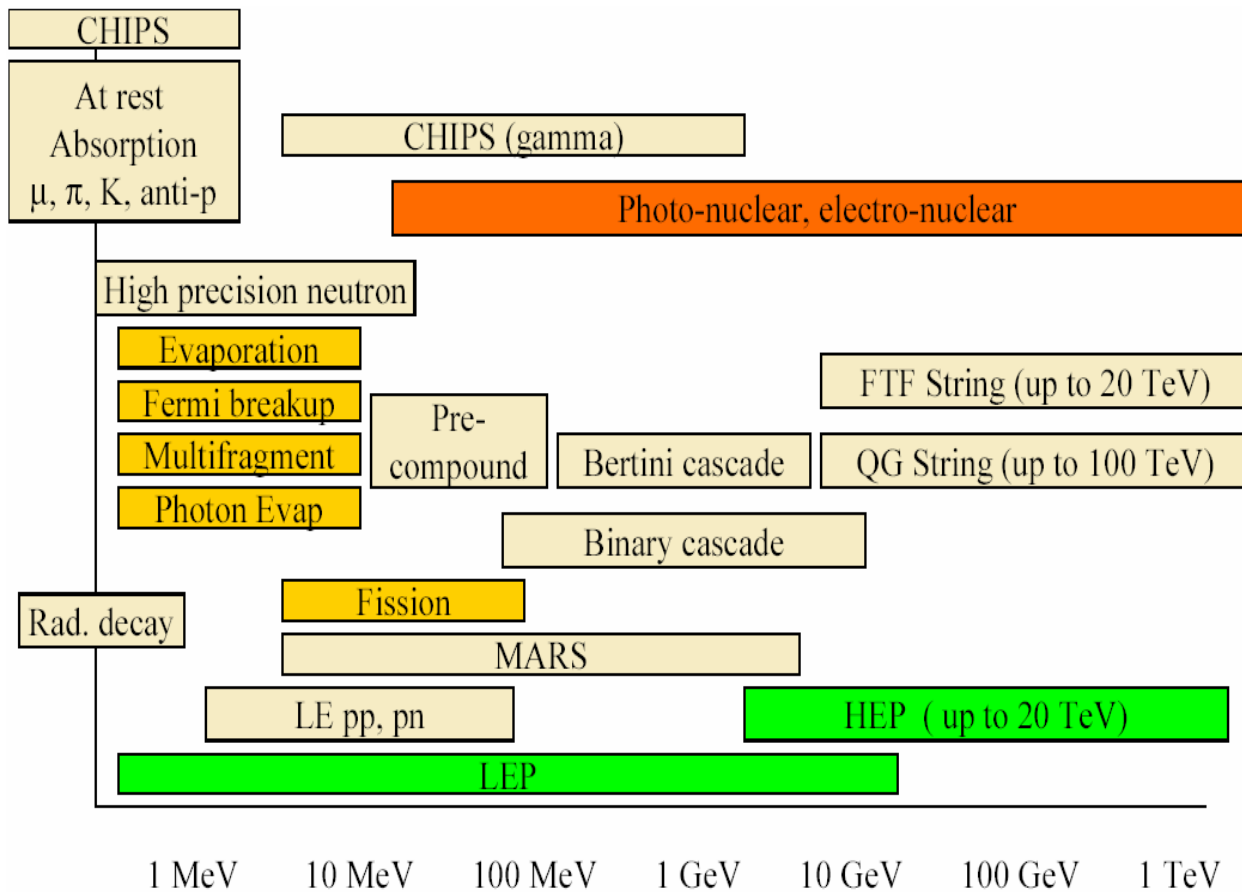 CHIPS
At rest
Absorption
μ, π, K, anti-p
CHIPS (gamma)
Photo-nuclear, electro-nuclear
High precision neutron
Evaporation
Fermi breakup
Multifragment
Photon Evap
Pre-
compound
Bertini cascade
FTF String (up to 20 TeV)
QG String (up to 100 TeV)
Binary cascade
Fission
Rad. decay
MARS
LE pp, pn
HEP ( up to 20 TeV)
LEP
1 MeV 10 MeV 100 MeV 1 GeV 10 GeV 100 GeV 1 TeV